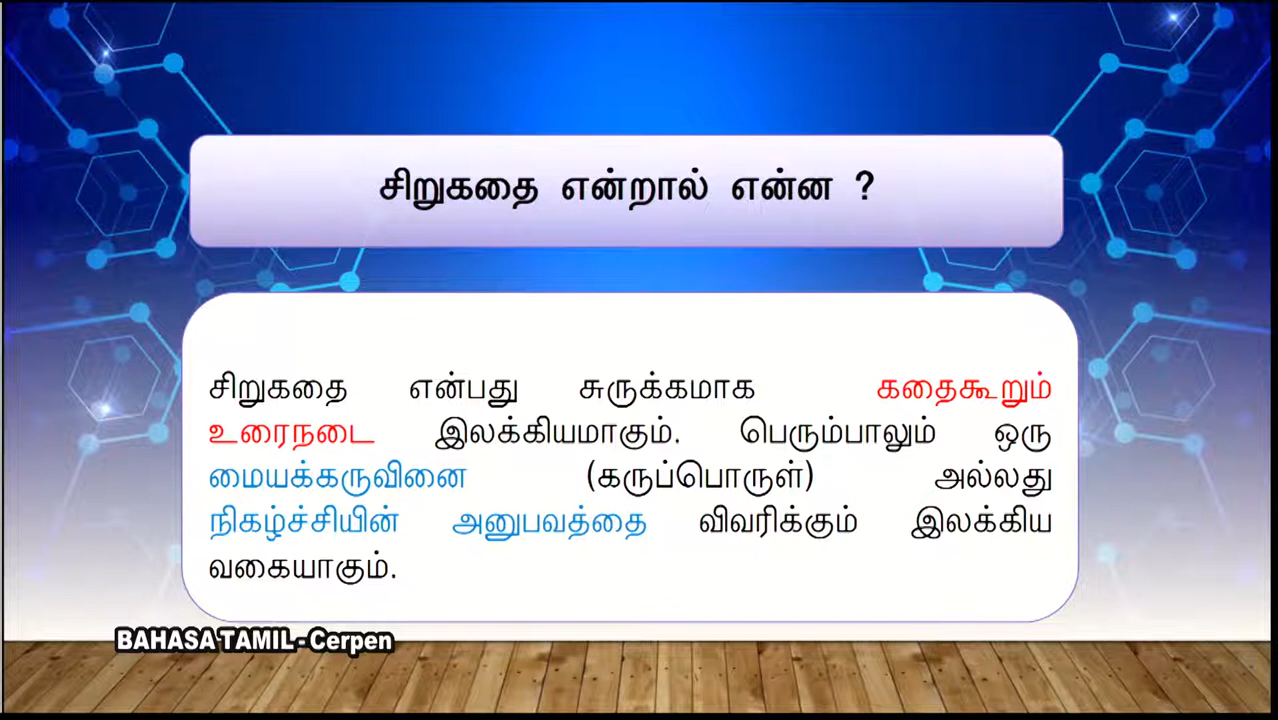 சிறுகதை என்றால் என்ன ?
சிறுகதை என்பது சுருக்கமாக கதைகூறும்
உரைநடை இலக்கியமாகும். பெரும்பாலும் ஒரு
மையக்கருவினை (கருப்பொருள்) அல்லது
நிகழ்ச்சியின் அனுபவத்தை விவரிக்கும் இலக்கிய
வகையாகும்.
BAHASA TAMIL - Cerpen